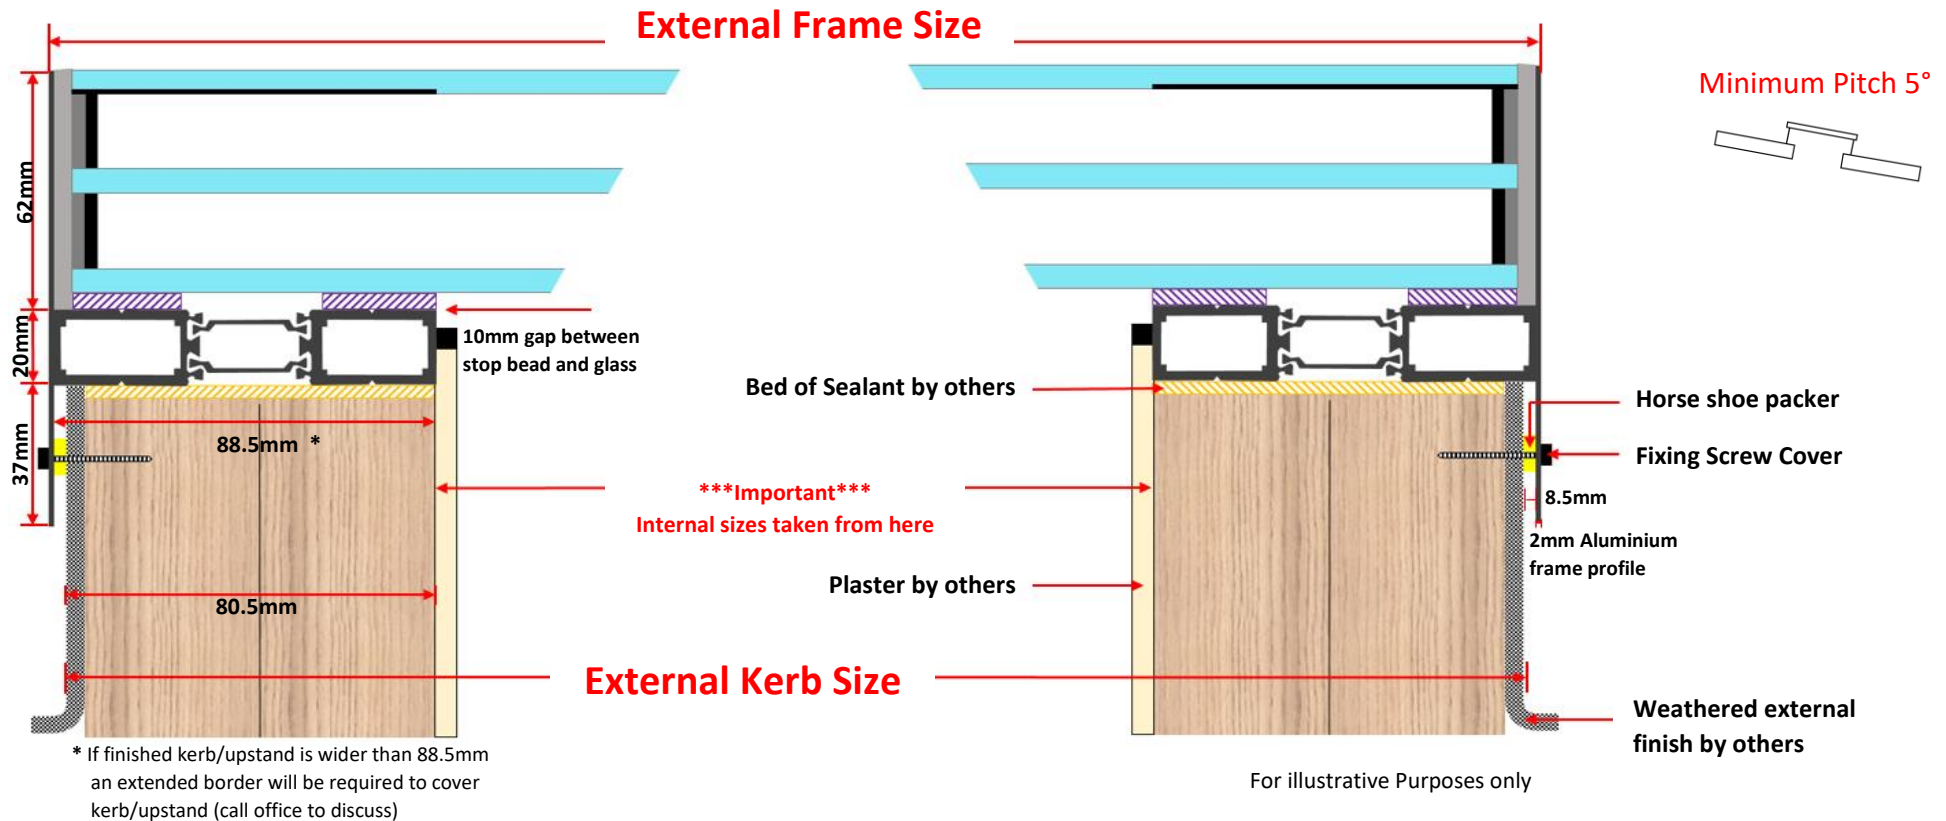 External Frame Size
Minimum Pitch 5°
62mm
20mm
37mm
10mm gap between
stop bead and glass
88.5mm *
Bed of Sealant by others
Horse shoe packer
Fixing Screw Cover
***Important***
Internal sizes taken from here
8.5mm
2mm Aluminium
frame profile
Plaster by others
80.5mm
External Kerb Size
Weathered external
finish by others
* If finished kerb/upstand is wider than 88.5mm
an extended border will be required to cover
kerb/upstand (call office to discuss)
For illustrative Purposes only